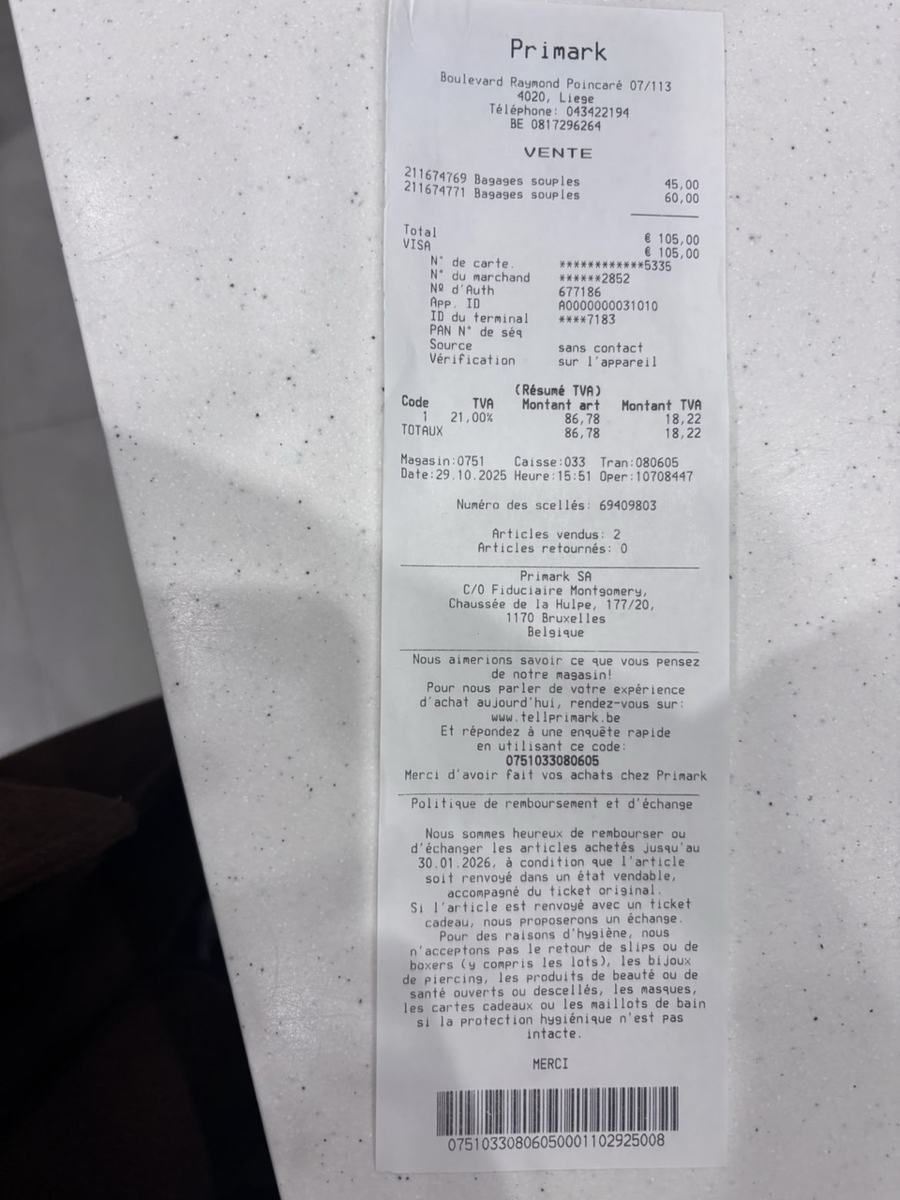 Primark
Boulevard Raymond Poincaré 07/113
4020, Liege
Téléphone: 043422194
BE 0817296264
VENTE
211674769 Bagages souples 45,00
211674771 Bagages souples 60,00
Total € 105,00
VISA € 105,00
N° de carte. ************5335
N° du marchand ******2852
Nº d'Auth 677186
App. ID A0000000031010
ID du terminal ****7183
PAN N° de séq
Source sans contact
Vérification sur l'appareil
(Résumé TVA)
Code TVA Montant art Montant TVA
1 21,00% 86,78 18,22
TOTAUX 86,78 18,22
Magasin:0751 Caisse:033 Tran:080605
Date:29.10.2025 Heure:15:51 Oper:10708447
Numéro des scellés: 69409803
Articles vendus: 2
Articles retournés: 0
Primark SA
C/O Fiduciaire Montgomery,
Chaussée de la Hulpe, 177/20,
1170 Bruxelles
Belgique
Nous aimerions savoir ce que vous pensez
de notre magasin!
Pour nous parler de votre expérience
d'achat aujourd'hui, rendez-vous sur:
www.tellprimark.be
Et répondez à une enquête rapide
en utilisant ce code:
0751033080605
Merci d'avoir fait vos achats chez Primark
Politique de remboursement et d'échange
Nous sommes heureux de rembourser ou
d'échanger les articles achetés jusqu'au
30.01.2026, à condition que l'article
soit renvoyé dans un état vendable,
accompagné du ticket original.
Si l'article est renvoyé avec un ticket
cadeau, nous proposerons un échange.
Pour des raisons d'hygiène, nous
n'acceptons pas le retour de slips ou de
boxers (y compris les lots), les bijoux
de piercing, les produits de beauté ou de
santé ouverts ou descellés, les masques,
les cartes cadeaux ou les maillots de bain
si la protection hygiénique n'est pas
intacte.
MERCI
07510330806050001102925008